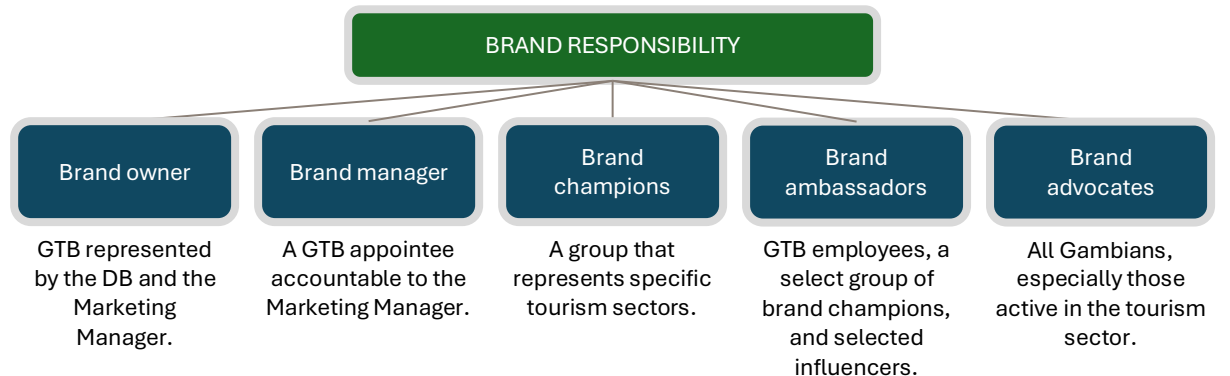 BRAND RESPONSIBILITY
Brand owner
GTB represented
by the DB and the
Marketing
Manager.
Brand manager
A GTB appointee
accountable to the
Marketing Manager.
Brand
champions
A group that
represents specific
tourism sectors.
Brand
ambassadors
GTB employees, a
select group of
brand champions,
and selected
influencers.
Brand
advocates
All Gambians,
especially those
active in the tourism
sector.